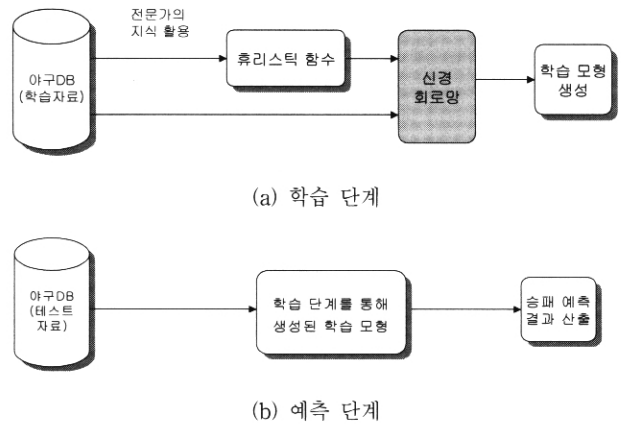 전문가의
지식 활용
야구DB
(학습자료)
휴리스틱 함수
신경
회로망
학습 모형
생성
(a) 학습 단계
야구DB
(테스트
자료)
학습 단계를 통해
생성된 학습 모형
승패 예측
결과 산출
(b) 예측 단계